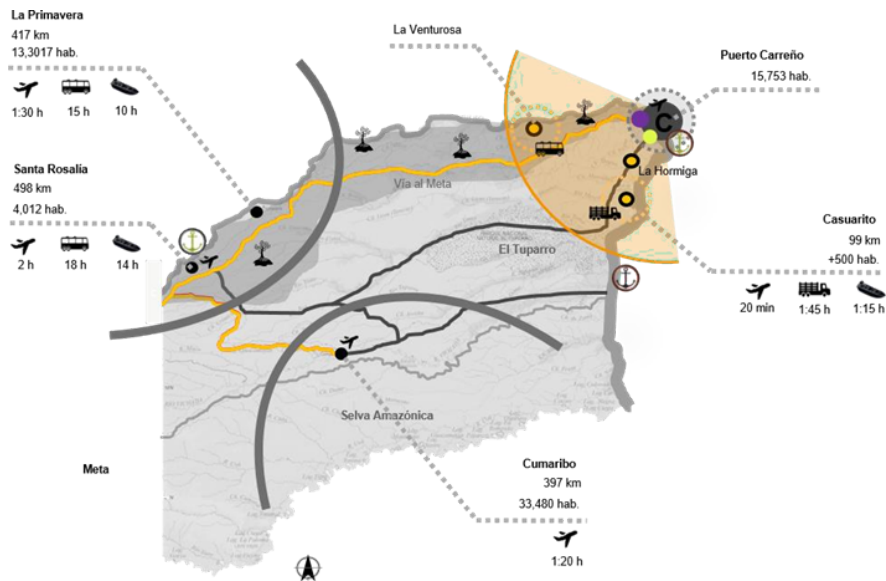 La Primavera
417 km
13,3017 hab.
1:30 h
15 h
10 h
Santa Rosalía
498 km
4,012 hab.
2 h
18 h
14 h
La Venturosa
Puerto Carreño
15,753 hab.
C
La Hormiga
Vía al Meta
El Tuparro
Casuarito
99 km
+500 hab.
20 min
1:45 h
1:15 h
Selva Amazónica
Meta
Cumaribo
397 km
33,480 hab.
1:20 h